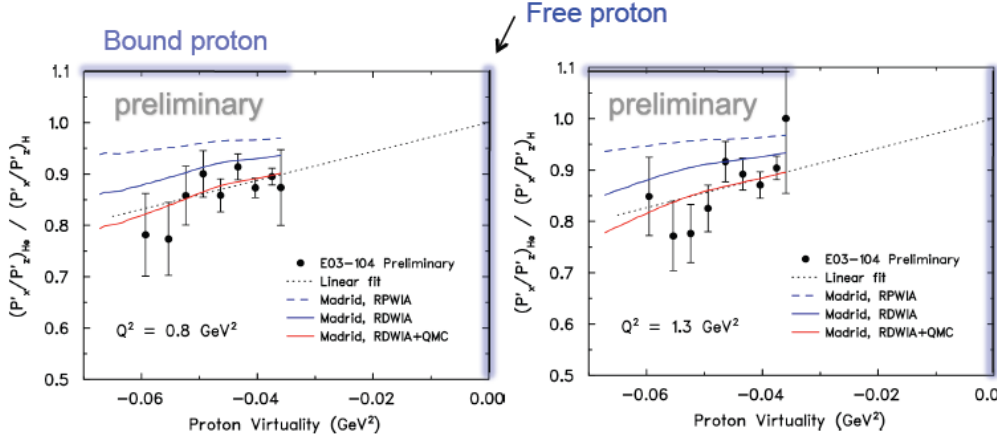 Free proton
Bound proton
(P'x/P'z)He / (P'x/P'z)H
1.1
1.0
0.9
0.8
0.7
0.6
0.5
preliminary
E03-104 Preliminary
Linear fit
Madrid, RPWIA
Madrid, RDWIA
Madrid, RDWIA+QMC
Q² = 0.8 GeV²
-0.06
-0.04
-0.02
0.00
Proton Virtuality (GeV²)
(P'x/P'z)He / (P'x/P'z)H
1.1
1.0
0.9
0.8
0.7
0.6
0.5
preliminary
E03-104 Preliminary
Linear fit
Madrid, RPWIA
Madrid, RDWIA
Madrid, RDWIA+QMC
Q² = 1.3 GeV²
-0.06
-0.04
-0.02
0.0
Proton Virtuality (GeV²)